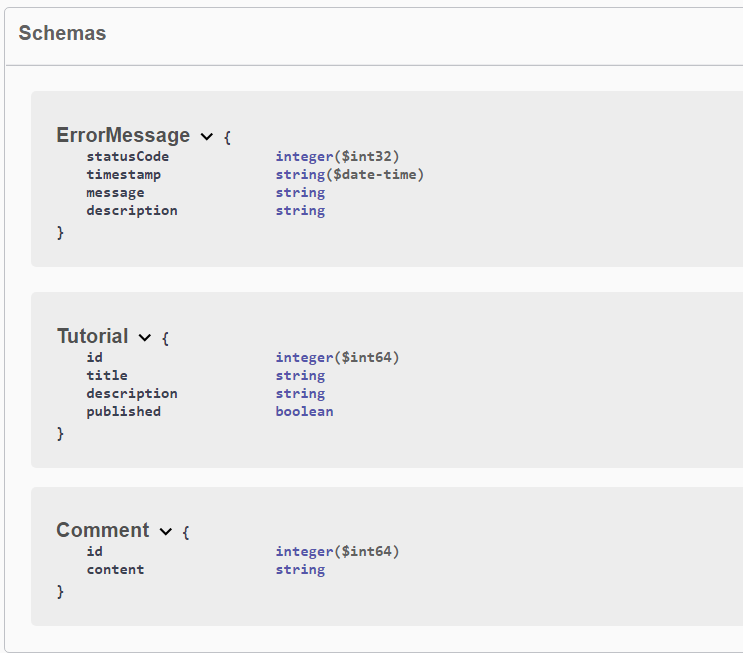 Schemas
ErrorMessage {
statusCode integer($int32)
timestamp string($date-time)
message string
description string
}
Tutorial {
id integer($int64)
title string
description string
published boolean
}
Comment {
id integer($int64)
content string
}